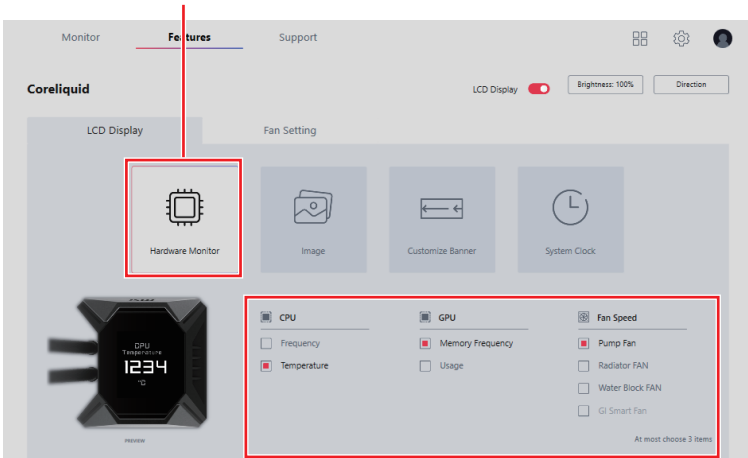 Monitor Features Support
Coreliquid LCD Display Brightness: 100% Direction
LCD Display Fan Setting
Hardware Monitor Image Customize Banner System Clock
CPU GPU Fan Speed
Frequency Memory Frequency Pump Fan
Temperature Usage Radiator FAN
Water Block FAN
GI Smart Fan
At most choose 3 items
CPU
Temperature
1234
°C
PREVIEW